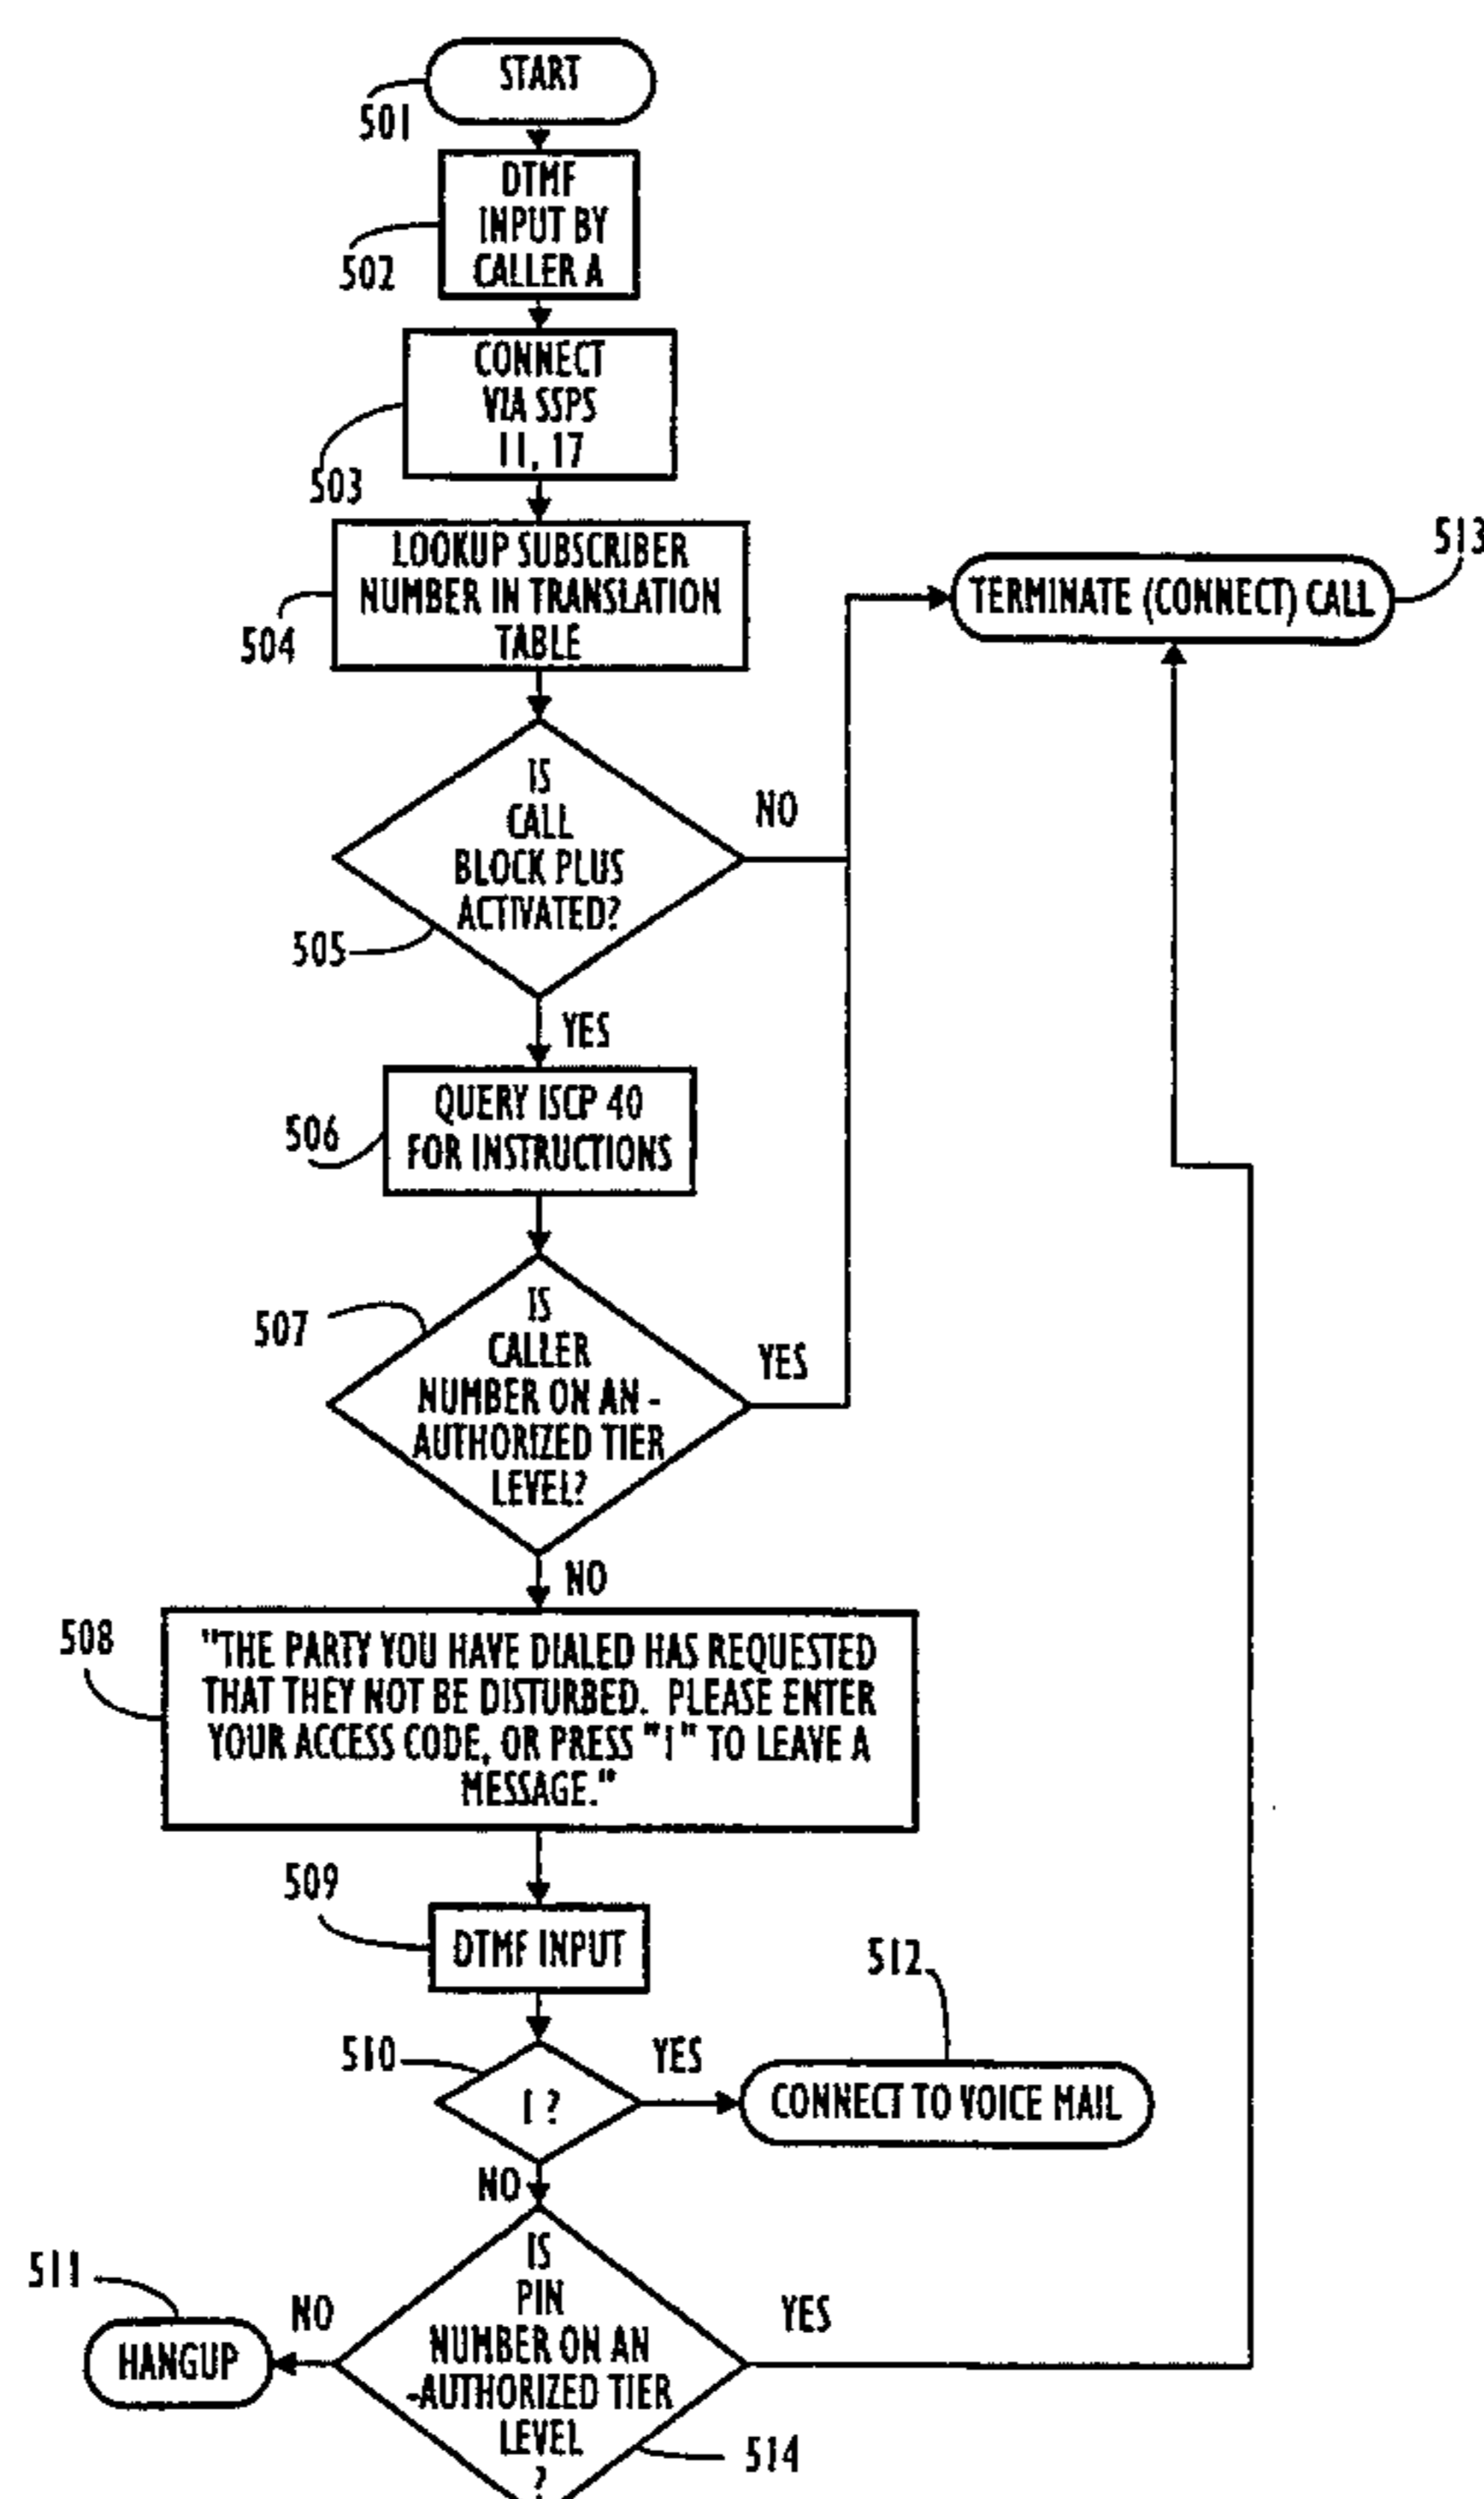 START
501
DTMF
INPUT BY
CALLER A
502
CONNECT
VIA SSPS
11, 17
503
LOOKUP SUBSCRIBER
NUMBER IN TRANSLATION
TABLE
504
513
TERMINATE (CONNECT) CALL
IS
CALL
BLOCK PLUS
ACTIVATED?
NO
505
YES
QUERY ISCP 40
FOR INSTRUCTIONS
506
IS
CALLER
NUMBER ON AN -
AUTHORIZED TIER
LEVEL?
507
YES
NO
508
"THE PARTY YOU HAVE DIALED HAS REQUESTED
THAT THEY NOT BE DISTURBED. PLEASE ENTER
YOUR ACCESS CODE, OR PRESS "1" TO LEAVE A
MESSAGE."
509
DTMF INPUT
512
510
1 ?
YES
CONNECT TO VOICE MAIL
NO
511
HANGUP
NO
IS
PIN
NUMBER ON AN
-AUTHORIZED TIER
LEVEL
?
YES
514